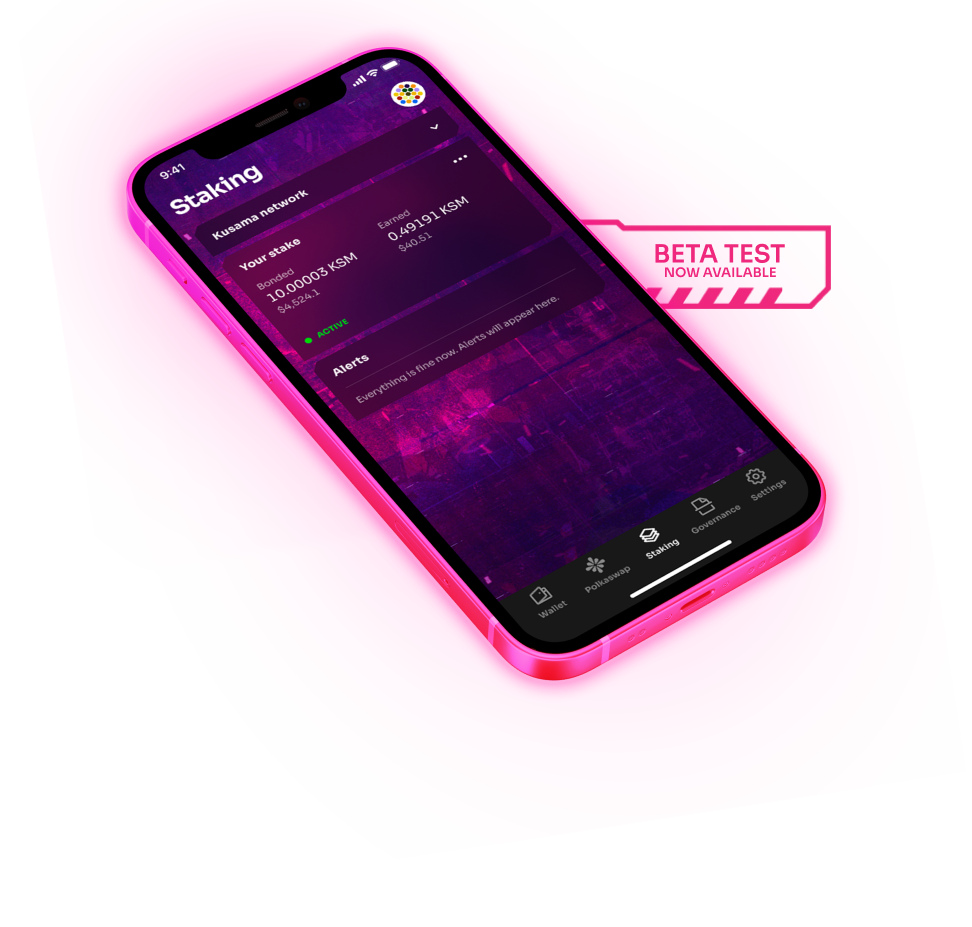 9:41
Staking
Kusama network
Your stake
Bonded
10.00003 KSM
$4,524.1
Earned
0.49191 KSM
$40.51
ACTIVE
Alerts
Everything is fine now. Alerts will appear here.
Wallet
Polkaswap
Staking
Governance
Settings
BETA TEST
NOW AVAILABLE